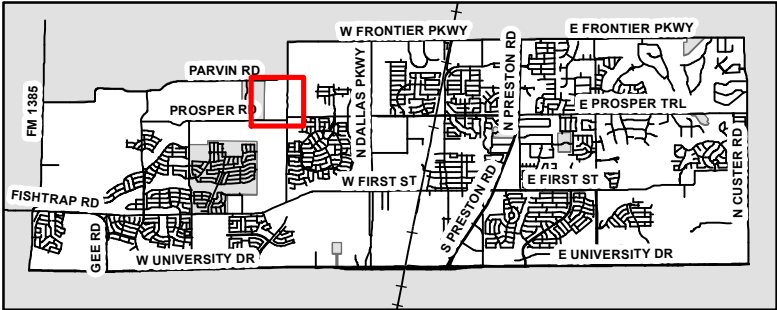 W FRONTIER PKWY
E FRONTIER PKWY
PARVIN RD
FM 1385
PROSPER RD
N DALLAS PKWY
N PRESTON RD
E PROSPER TRL
N CUSTER RD
W FIRST ST
E FIRST ST
FISHTRAP RD
S PRESTON RD
GEE RD
W UNIVERSITY DR
E UNIVERSITY DR